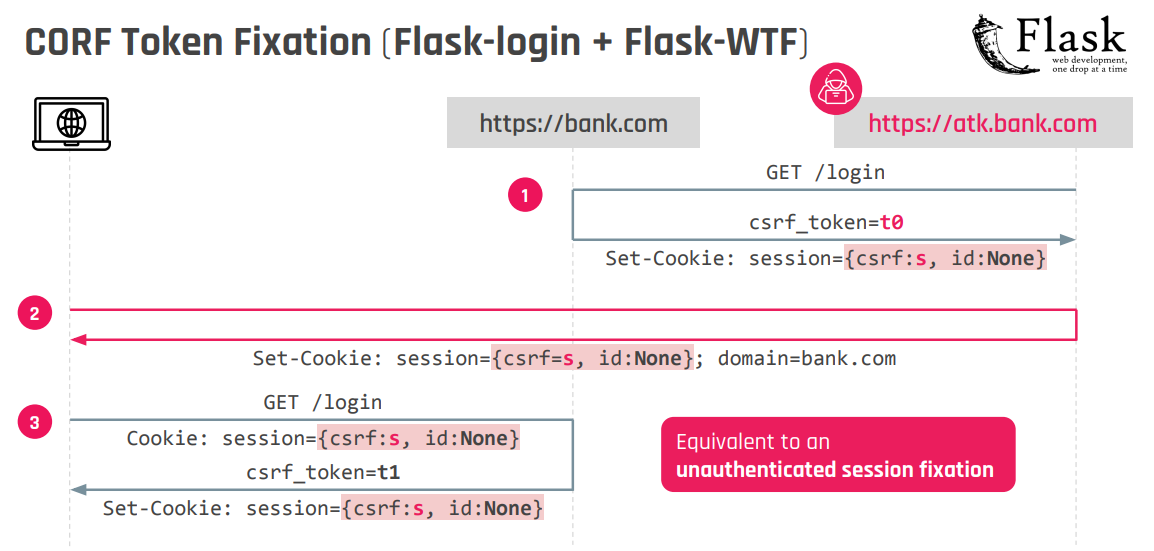 CORF Token Fixation (Flask-login + Flask-WTF)
Flask
web development,
one drop at a time
https://bank.com
https://atk.bank.com
GET /login
1
csrf_token=t0
Set-Cookie: session={csrf:s, id:None}
2
Set-Cookie: session={csrf=s, id:None}; domain=bank.com
GET /login
3
Cookie: session={csrf:s, id:None}
csrf_token=t1
Set-Cookie: session={csrf:s, id:None}
Equivalent to an
unauthenticated session fixation